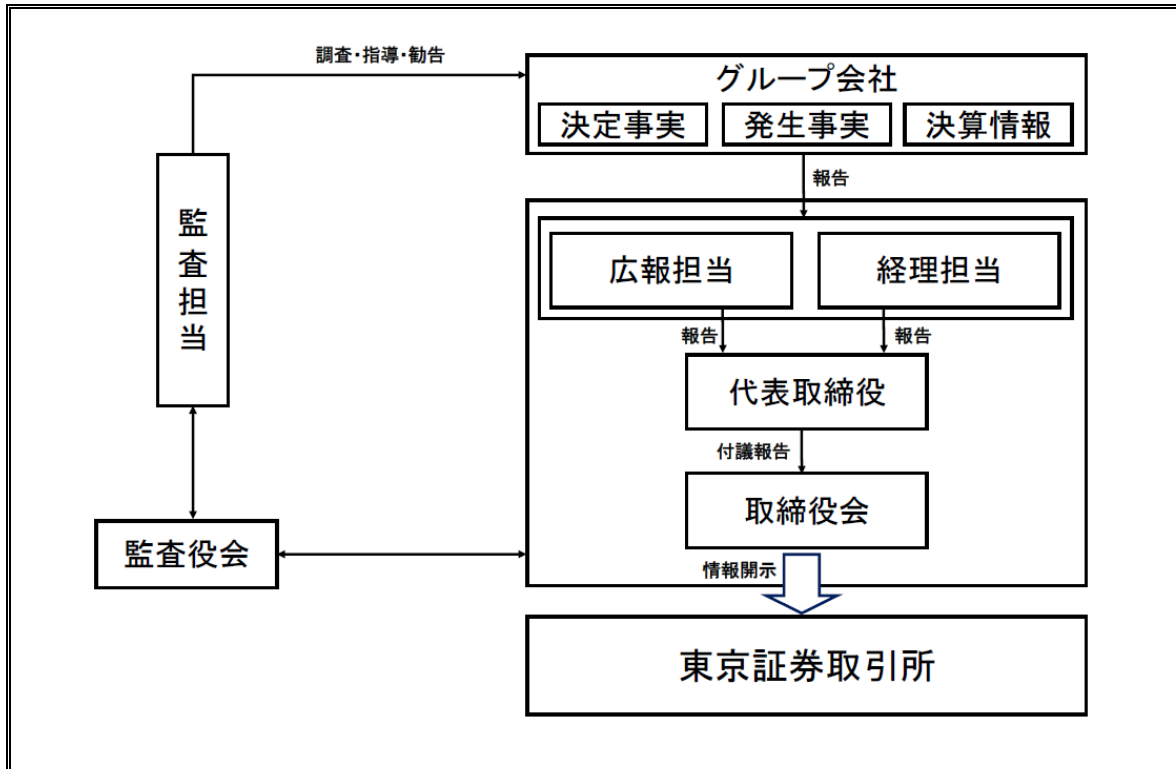 調査・指導・勧告
グループ会社
決定事実
発生事実
決算情報
報告
監査担当
広報担当
経理担当
報告
報告
代表取締役
付議報告
取締役会
監査役会
情報開示
東京証券取引所